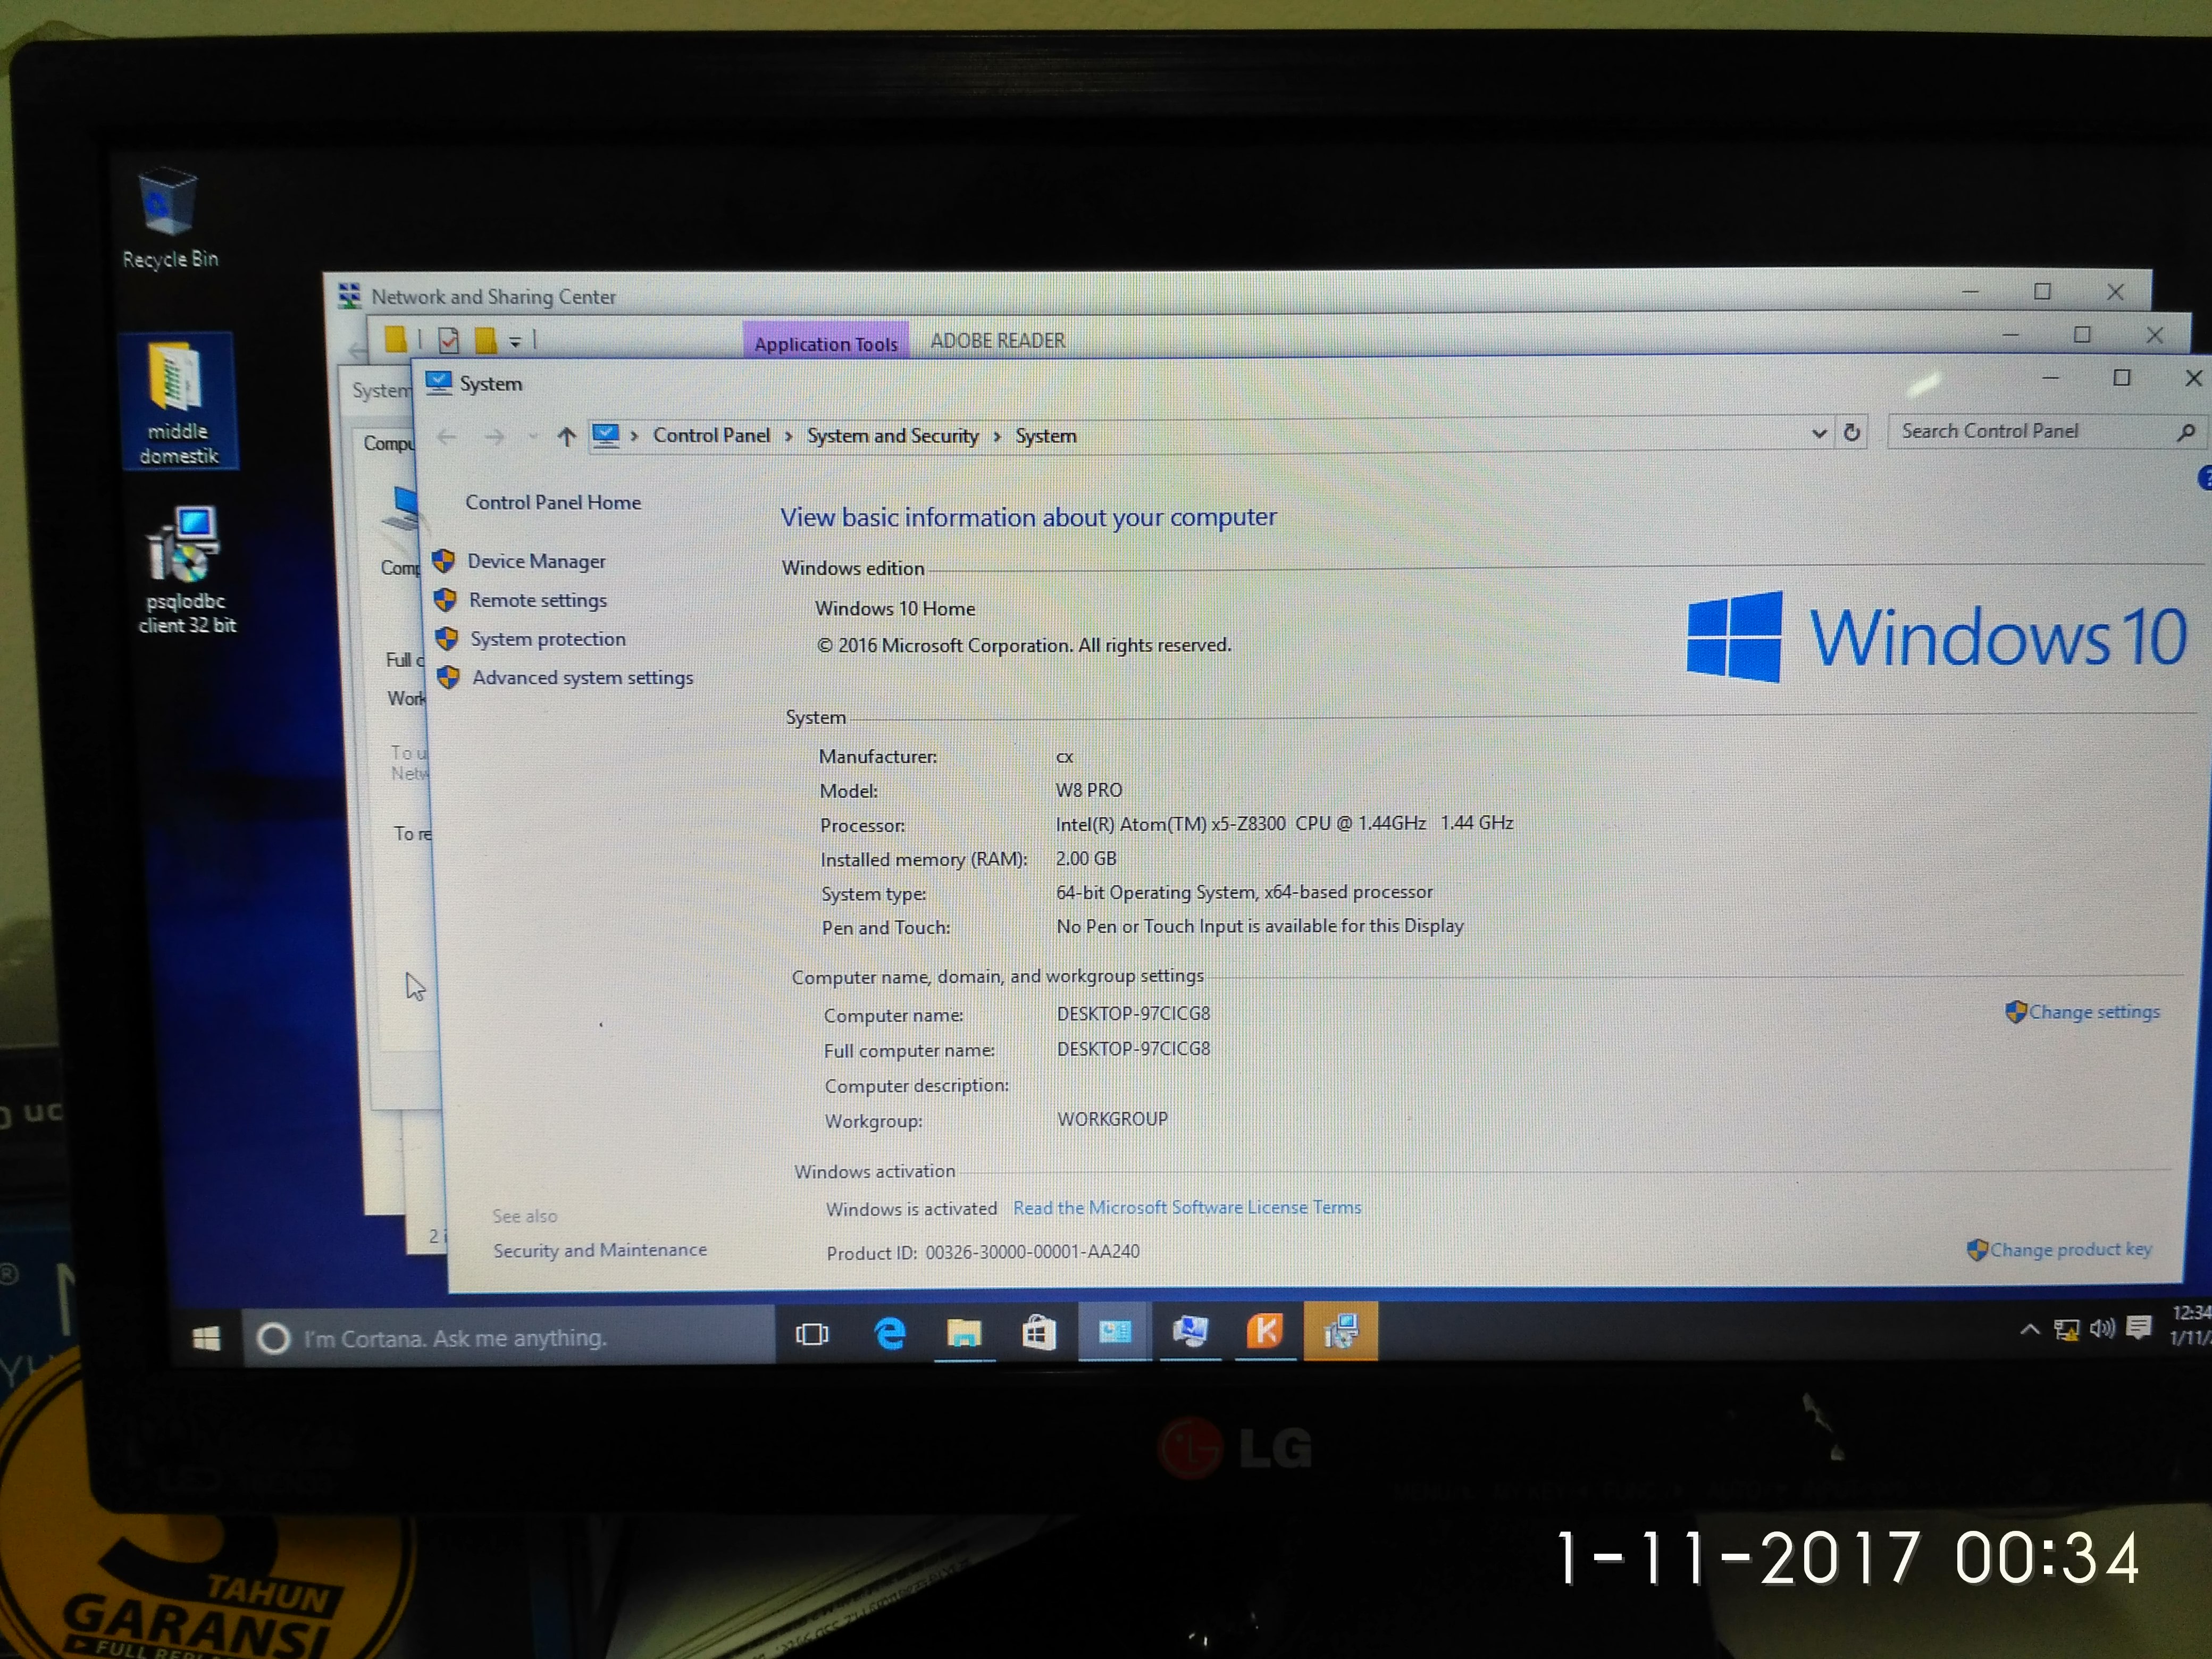 Recycle Bin
middle
domestik
psqlodbc
client 32 bit
Network and Sharing Center
Application Tools
ADOBE READER
System
System
Control Panel
System and Security
System
Search Control Panel
Control Panel Home
Device Manager
Remote settings
System protection
Advanced system settings
See also
Security and Maintenance
View basic information about your computer
Windows edition
Windows 10 Home
© 2016 Microsoft Corporation. All rights reserved.
Windows 10
System
Manufacturer: cx
Model: W8 PRO
Processor: Intel(R) Atom(TM) x5-Z8300 CPU @ 1.44GHz 1.44 GHz
Installed memory (RAM): 2.00 GB
System type: 64-bit Operating System, x64-based processor
Pen and Touch: No Pen or Touch Input is available for this Display
Computer name, domain, and workgroup settings
Computer name: DESKTOP-97CICG8
Change settings
Full computer name: DESKTOP-97CICG8
Computer description:
Workgroup: WORKGROUP
Windows activation
Windows is activated Read the Microsoft Software License Terms
Product ID: 00326-30000-00001-AA240
Change product key
I'm Cortana. Ask me anything.
12:34
1/11/
LG
TAHUN
GARANSI
FULL
1-11-2017 00:34